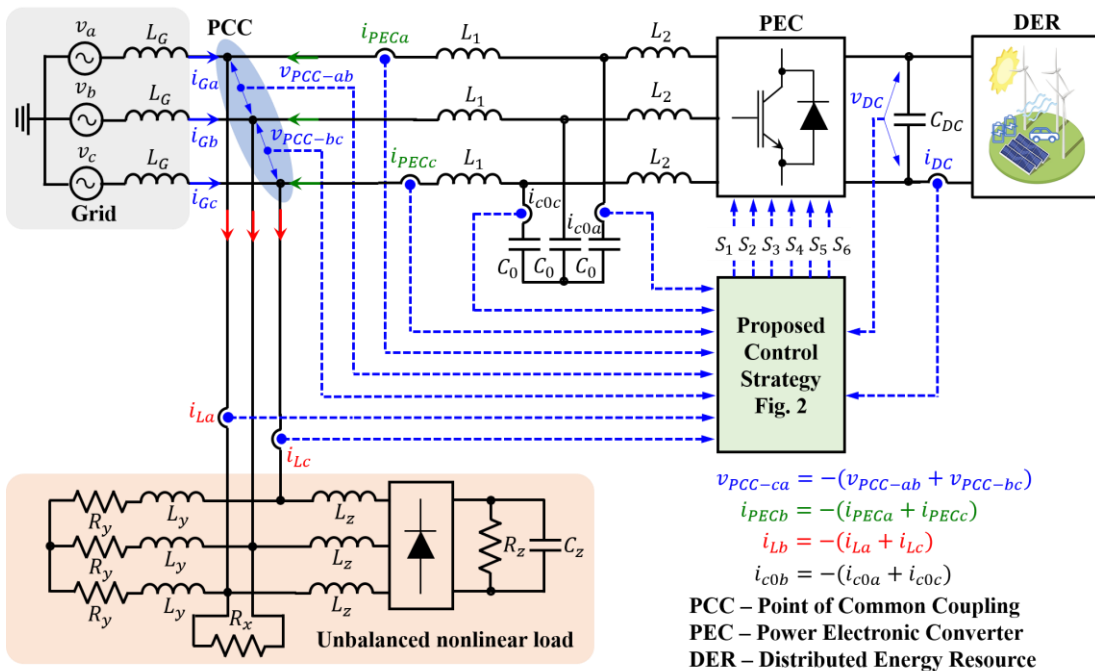 v_a L_G PCC i_PECa L_1 L_2 PEC DER
i_Ga v_PCC-ab
v_b L_G L_1 L_2 v_DC C_DC
i_Gb v_PCC-bc
v_c L_G i_PECc L_1 L_2 i_DC
Grid i_Gc
i_c0c i_c0a
S_1 S_2 S_3 S_4 S_5 S_6
C_0 C_0 C_0
Proposed
Control
Strategy
Fig. 2
i_La
i_Lc
R_y L_y L_z
R_y L_y L_z R_z C_z
R_y L_y L_z
R_x
Unbalanced nonlinear load
v_PCC-ca = −(v_PCC-ab + v_PCC-bc)
i_PECb = −(i_PECa + i_PECc)
i_Lb = −(i_La + i_Lc)
i_c0b = −(i_c0a + i_c0c)
PCC – Point of Common Coupling
PEC – Power Electronic Converter
DER – Distributed Energy Resource